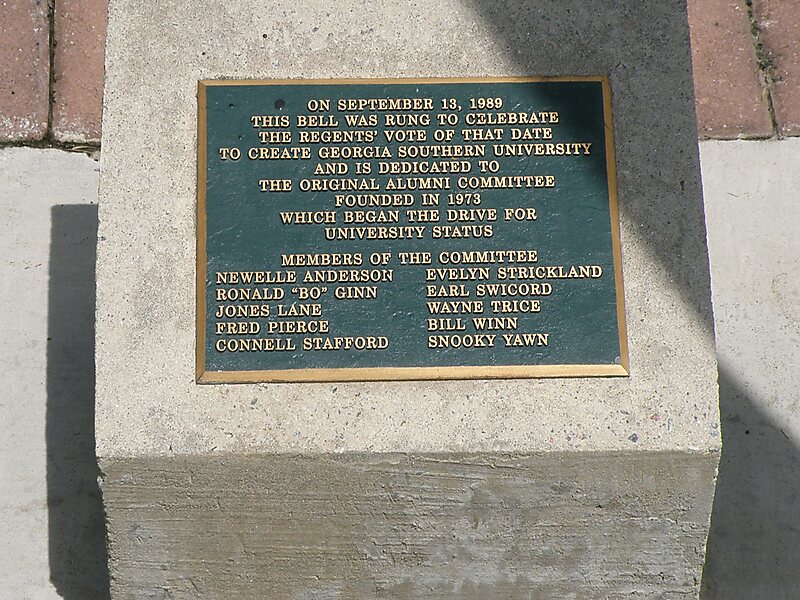 ON SEPTEMBER 13, 1989
THIS BELL WAS RUNG TO CELEBRATE
THE REGENTS' VOTE OF THAT DATE
TO CREATE GEORGIA SOUTHERN UNIVERSITY
AND IS DEDICATED TO
THE ORIGINAL ALUMNI COMMITTEE
FOUNDED IN 1973
WHICH BEGAN THE DRIVE FOR
UNIVERSITY STATUS
MEMBERS OF THE COMMITTEE
NEWELLE ANDERSON EVELYN STRICKLAND
RONALD "BO" GINN EARL SWICORD
JONES LANE WAYNE TRICE
FRED PIERCE BILL WINN
CONNELL STAFFORD SNOOKY YAWN